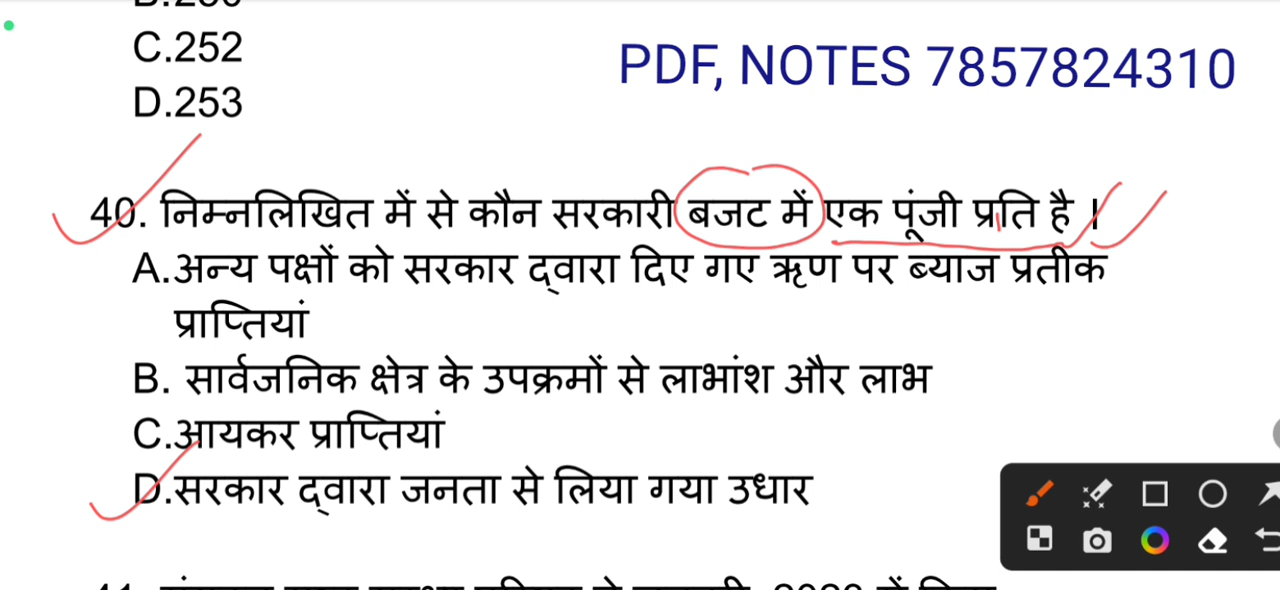 C.252
PDF, NOTES 7857824310
D.253
40. निम्नलिखित में से कौन सरकारी बजट में एक पूंजी प्रति है ।
A.अन्य पक्षों को सरकार द्वारा दिए गए ऋण पर ब्याज प्रतीक
प्राप्तियां
B. सार्वजनिक क्षेत्र के उपक्रमों से लाभांश और लाभ
C.आयकर प्राप्तियां
D.सरकार द्वारा जनता से लिया गया उधार